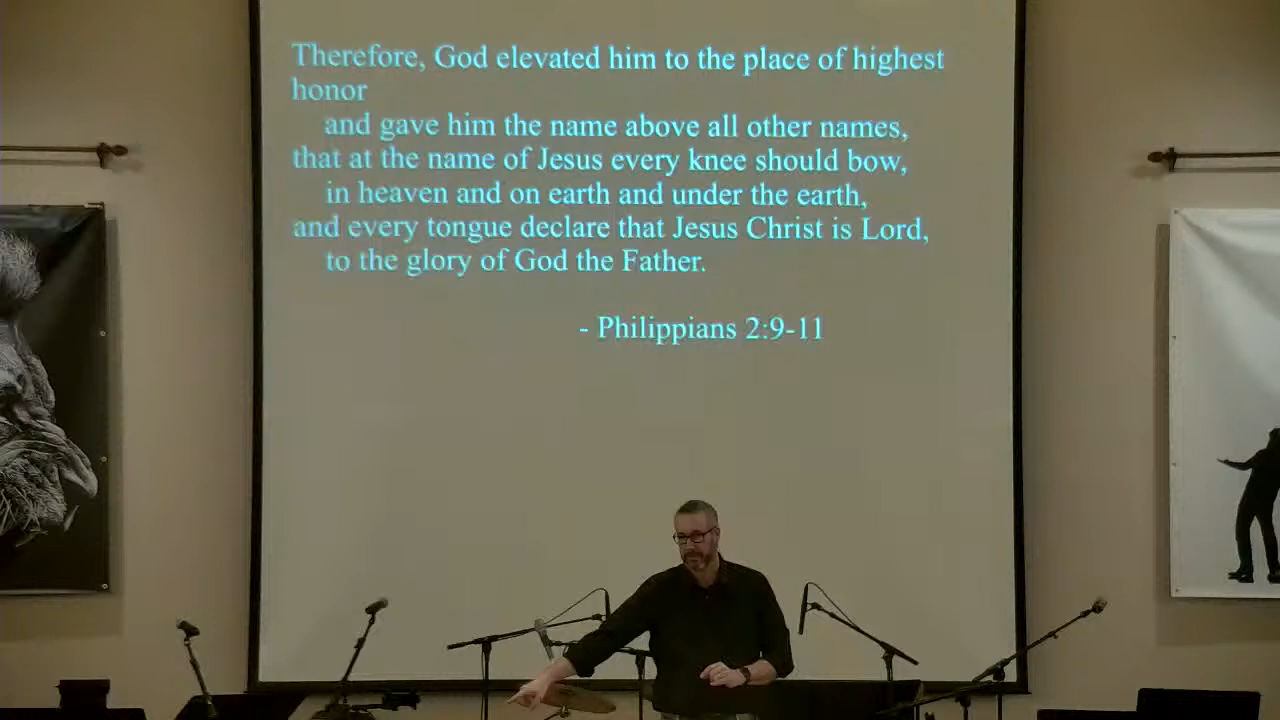 Therefore, God elevated him to the place of highest
honor
and gave him the name above all other names,
that at the name of Jesus every knee should bow,
in heaven and on earth and under the earth,
and every tongue declare that Jesus Christ is Lord,
to the glory of God the Father.
- Philippians 2:9-11